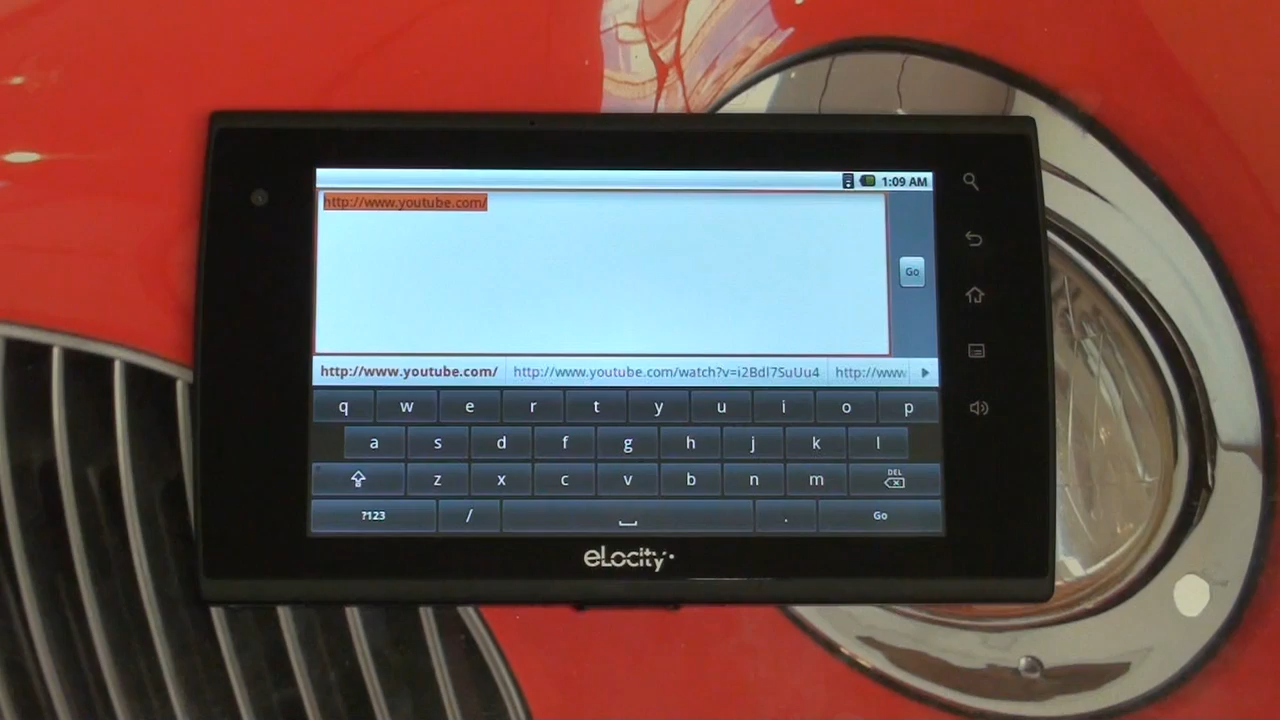 1:09 AM
http://www.youtube.com/
Go
http://www.youtube.com/ http://www.youtube.com/watch?v=i2Bdl7SuUu4 http://www
q w e r t y u i o p
a s d f g h j k l
z x c v b n m DEL
?123 / . Go
eLocity